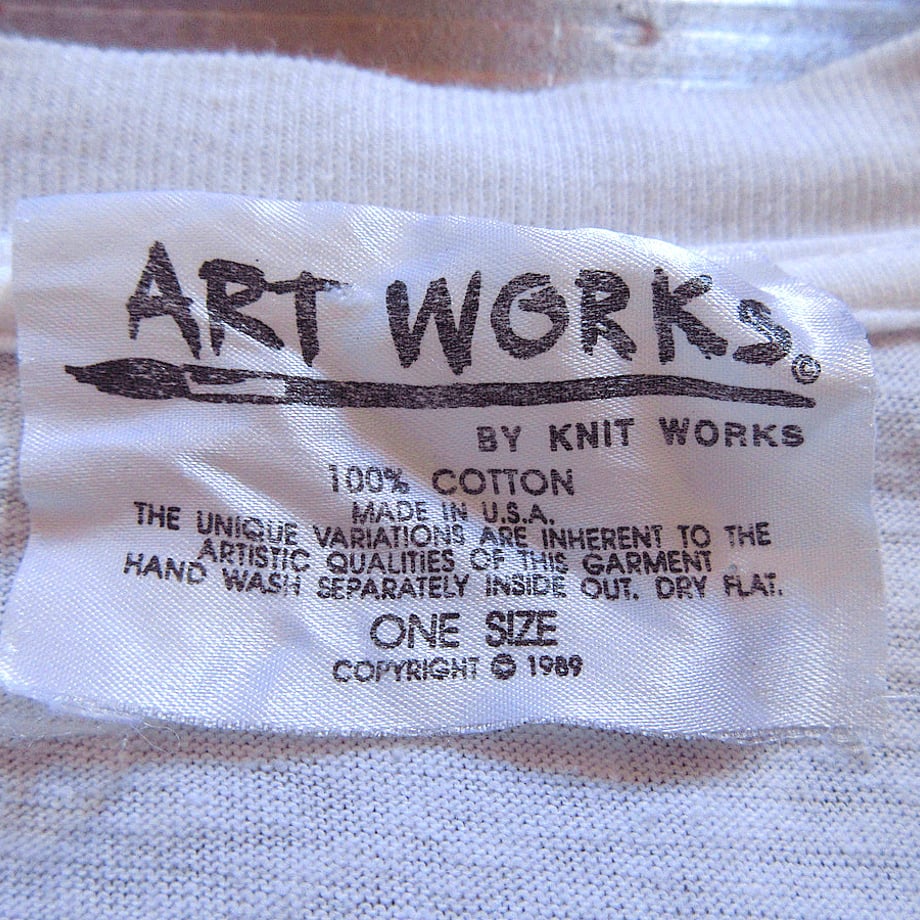 ART WORKS©
BY KNIT WORKS
100% COTTON
MADE IN U.S.A.
THE UNIQUE VARIATIONS ARE INHERENT TO THE
ARTISTIC QUALITIES OF THIS GARMENT
HAND WASH SEPARATELY INSIDE OUT. DRY FLAT.
ONE SIZE
COPYRIGHT © 1989